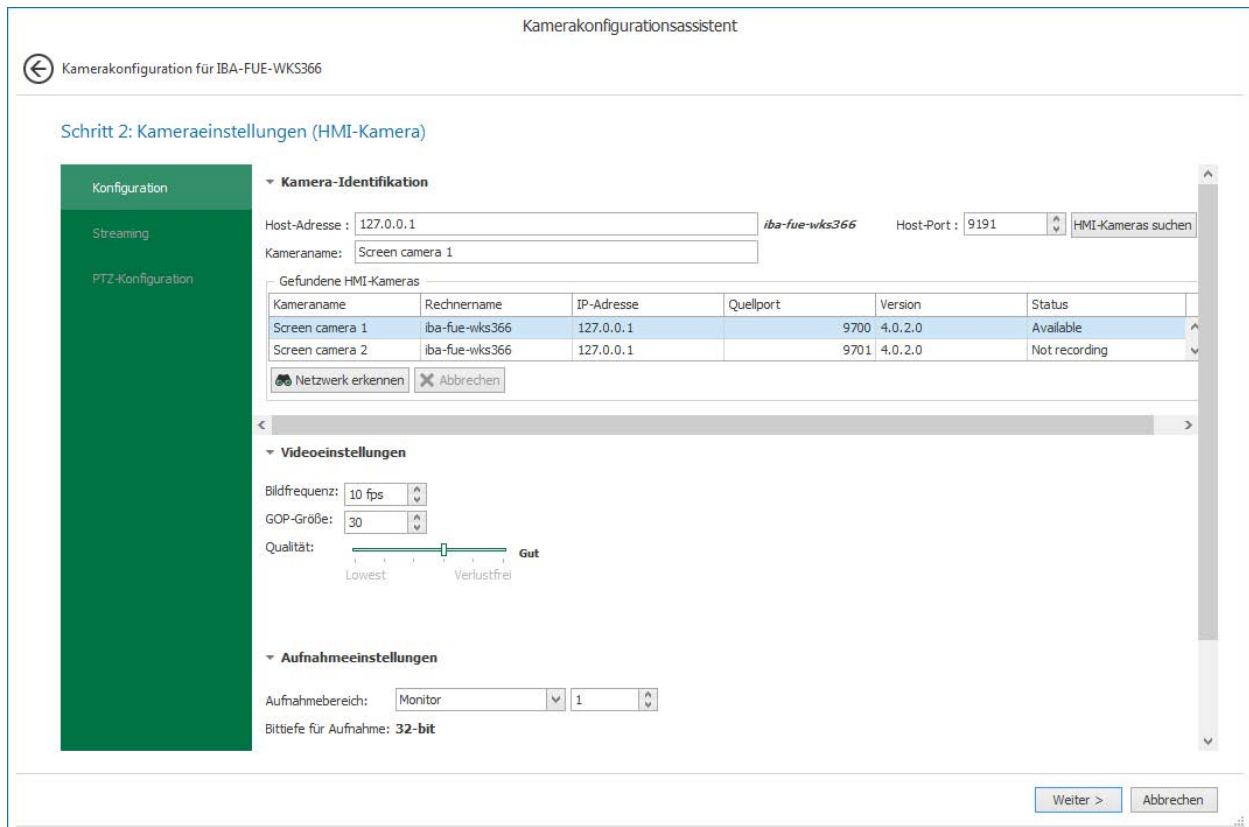 Kamerakonfigurationsassistent
Kamerakonfiguration für IBA-FUE-WKS366
Schritt 2: Kameraeinstellungen (HMI-Kamera)
Konfiguration
Streaming
PTZ-Konfiguration
Kamera-Identifikation
Host-Adresse : 127.0.0.1 iba-fue-wks366 Host-Port : 9191 HMI-Kameras suchen
Kameraname: Screen camera 1
Gefundene HMI-Kameras
Kameraname Rechnername IP-Adresse Quellport Version Status
Screen camera 1 iba-fue-wks366 127.0.0.1 9700 4.0.2.0 Available
Screen camera 2 iba-fue-wks366 127.0.0.1 9701 4.0.2.0 Not recording
Netzwerk erkennen Abbrechen
Videoeinstellungen
Bildfrequenz: 10 fps
GOP-Größe: 30
Qualität: Gut
Lowest Verlustfrei
Aufnahmeeinstellungen
Aufnahmebereich: Monitor 1
Bittiefe für Aufnahme: 32-bit
Weiter > Abbrechen